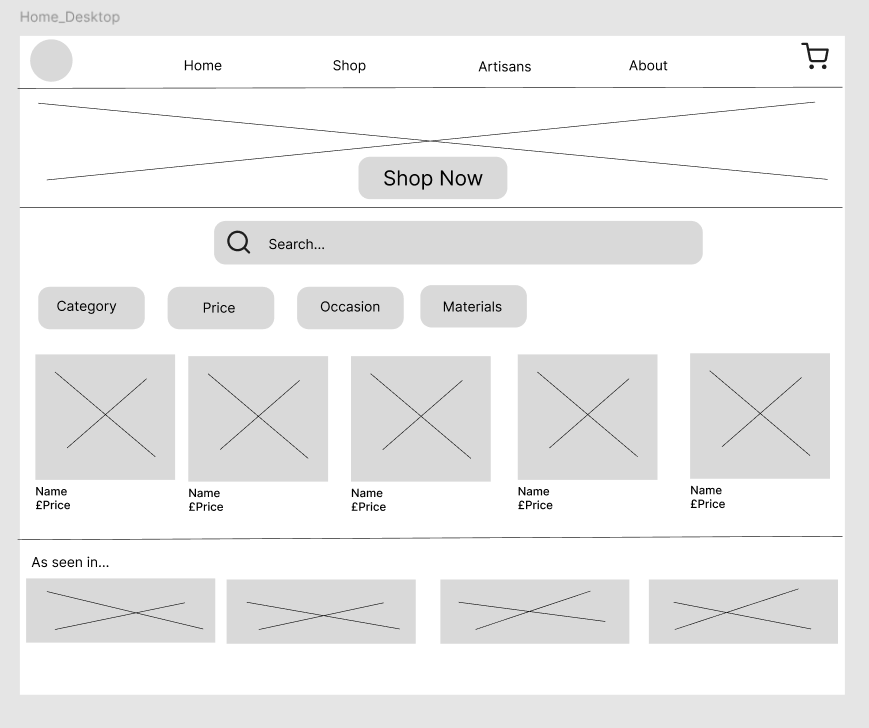 Home_Desktop
Home Shop Artisans About
Shop Now
Search...
Category Price Occasion Materials
Name Name Name Name Name
£Price £Price £Price £Price £Price
As seen in...